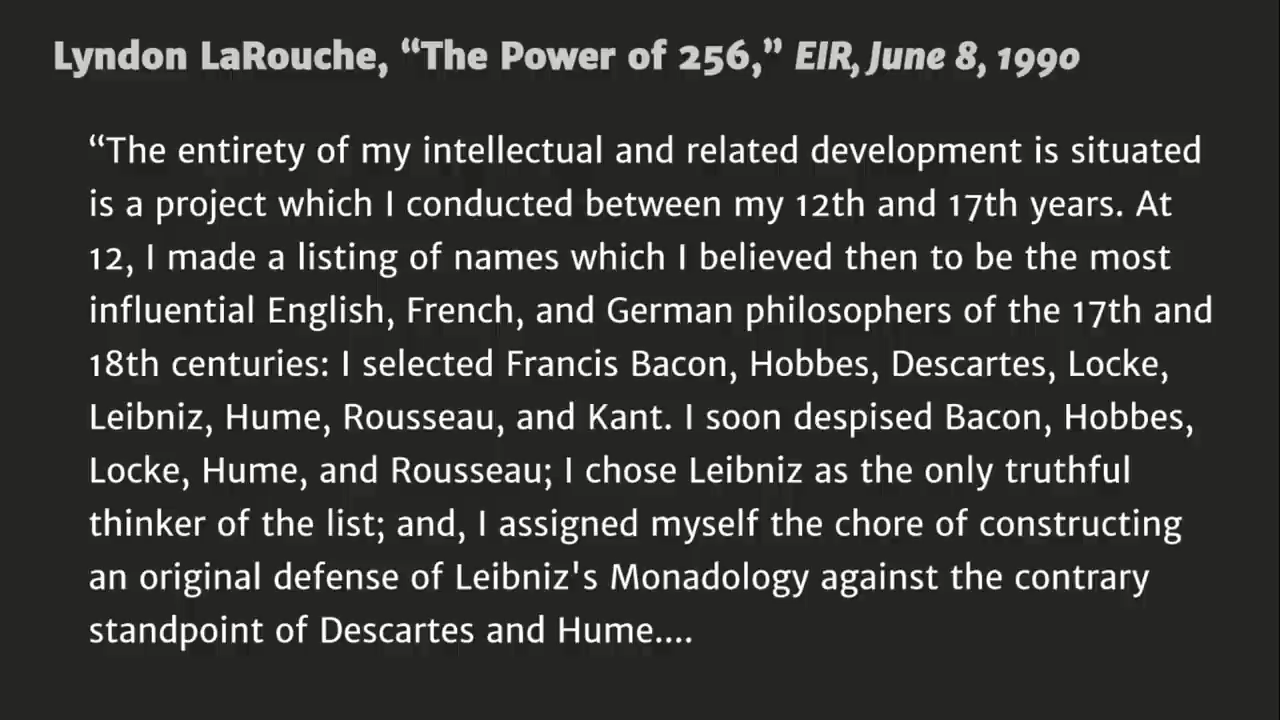 Lyndon LaRouche, “The Power of 256,” EIR, June 8, 1990
“The entirety of my intellectual and related development is situated
is a project which I conducted between my 12th and 17th years. At
12, I made a listing of names which I believed then to be the most
influential English, French, and German philosophers of the 17th and
18th centuries: I selected Francis Bacon, Hobbes, Descartes, Locke,
Leibniz, Hume, Rousseau, and Kant. I soon despised Bacon, Hobbes,
Locke, Hume, and Rousseau; I chose Leibniz as the only truthful
thinker of the list; and, I assigned myself the chore of constructing
an original defense of Leibniz's Monadology against the contrary
standpoint of Descartes and Hume....